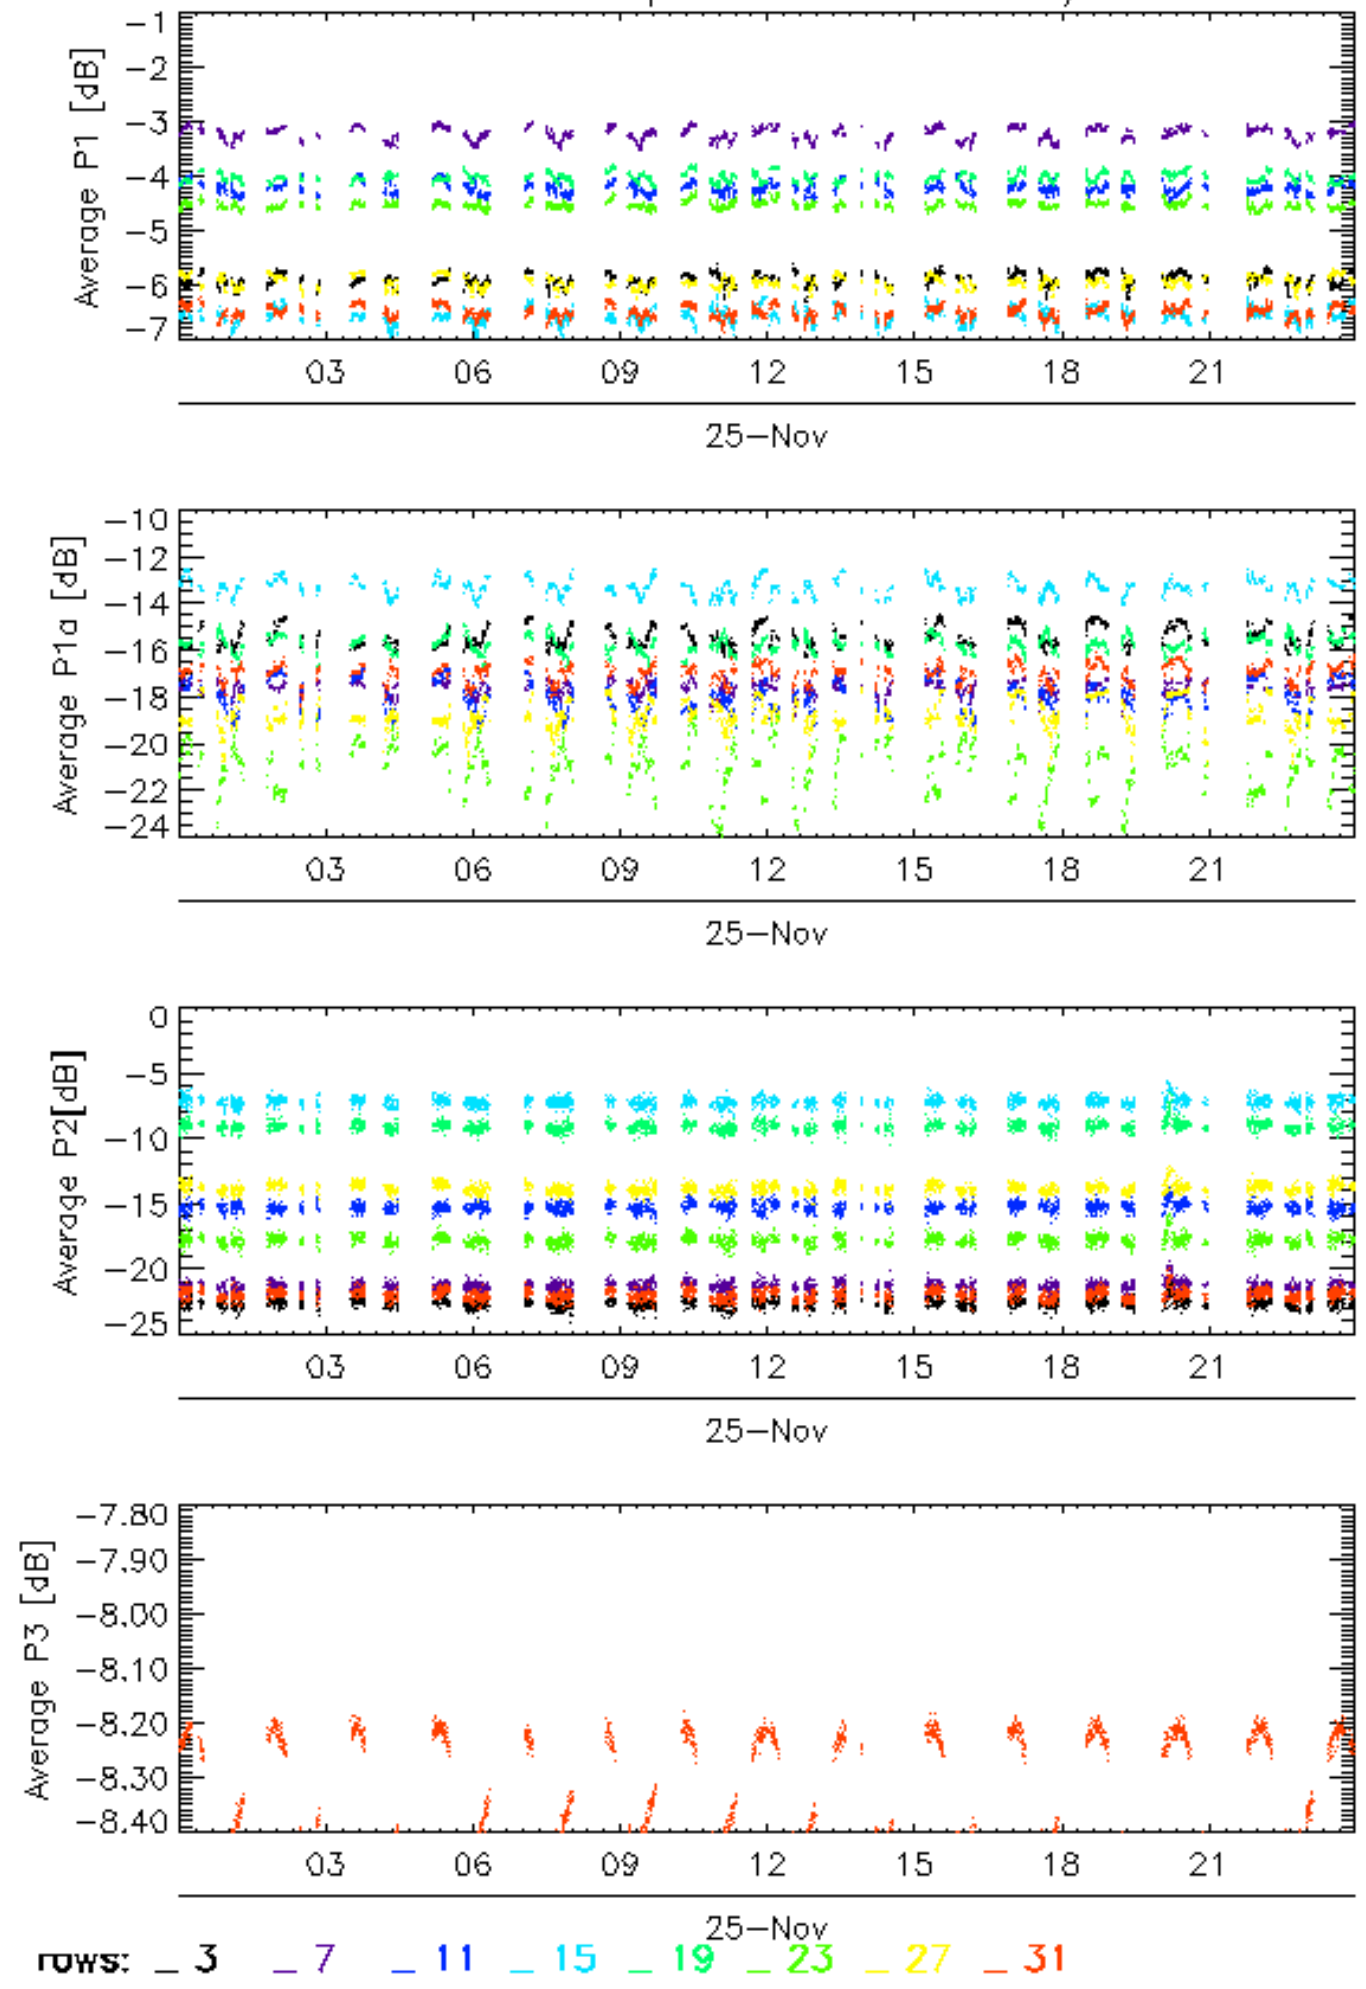 Average P1 [dB]
-1
-2
-3
-4
-5
-6
-7
03 06 09 12 15 18 21
25-Nov
Average P1a [dB]
-10
-12
-14
-16
-18
-20
-22
-24
03 06 09 12 15 18 21
25-Nov
Average P2[dB]
0
-5
-10
-15
-20
-25
03 06 09 12 15 18 21
25-Nov
Average P3 [dB]
-7.80
-7.90
-8.00
-8.10
-8.20
-8.30
-8.40
03 06 09 12 15 18 21
25-Nov
rows: _ 3 _ 7 _ 11 _ 15 _ 19 _ 23 _ 27 _ 31